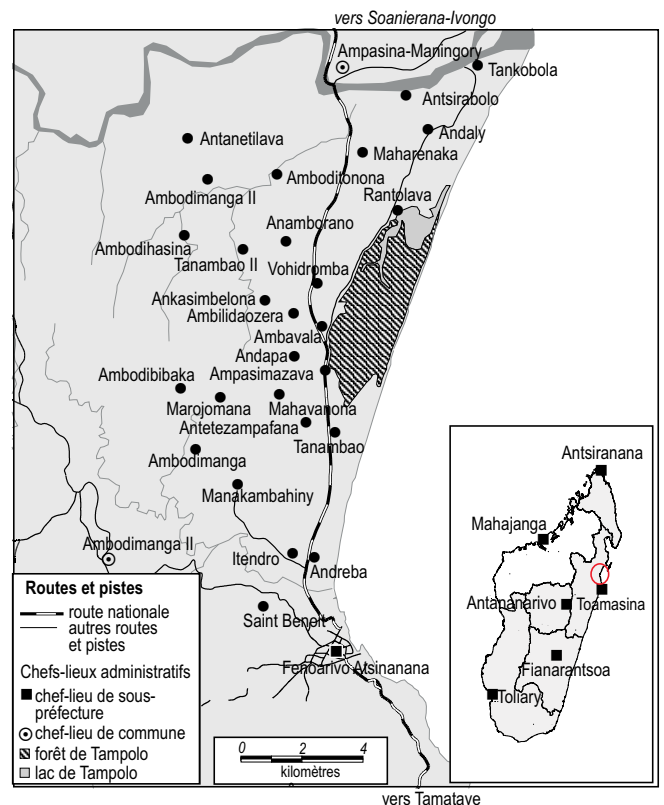 vers Soanierana-Ivongo
Ampasina-Maningory
Tankobola
Antsirabolo
Andaly
Antanetilava
Maharenaka
Amboditonona
Ambodimanga II
Rantolava
Anamborano
Ambodihasina
Tanambao II
Vohidromba
Ankasimbelona
Ambilidaozera
Ambavala
Andapa
Ambodibibaka
Ampasimazava
Marojomana
Mahavanona
Antetezampafana
Tanambao
Ambodimanga
Manakambahiny
Ambodimanga II
Itendro
Andreba
Saint Benoit
Fenoarivo Atsinanana
vers Tamatave
Routes et pistes
route nationale
autres routes
et pistes
Chefs-lieux administratifs
chef-lieu de sous-
préfecture
chef-lieu de commune
forêt de Tampolo
lac de Tampolo
0 2 4
kilomètres
Antsiranana
Mahajanga
Antananarivo
Toamasina
Fianarantsoa
Toliary